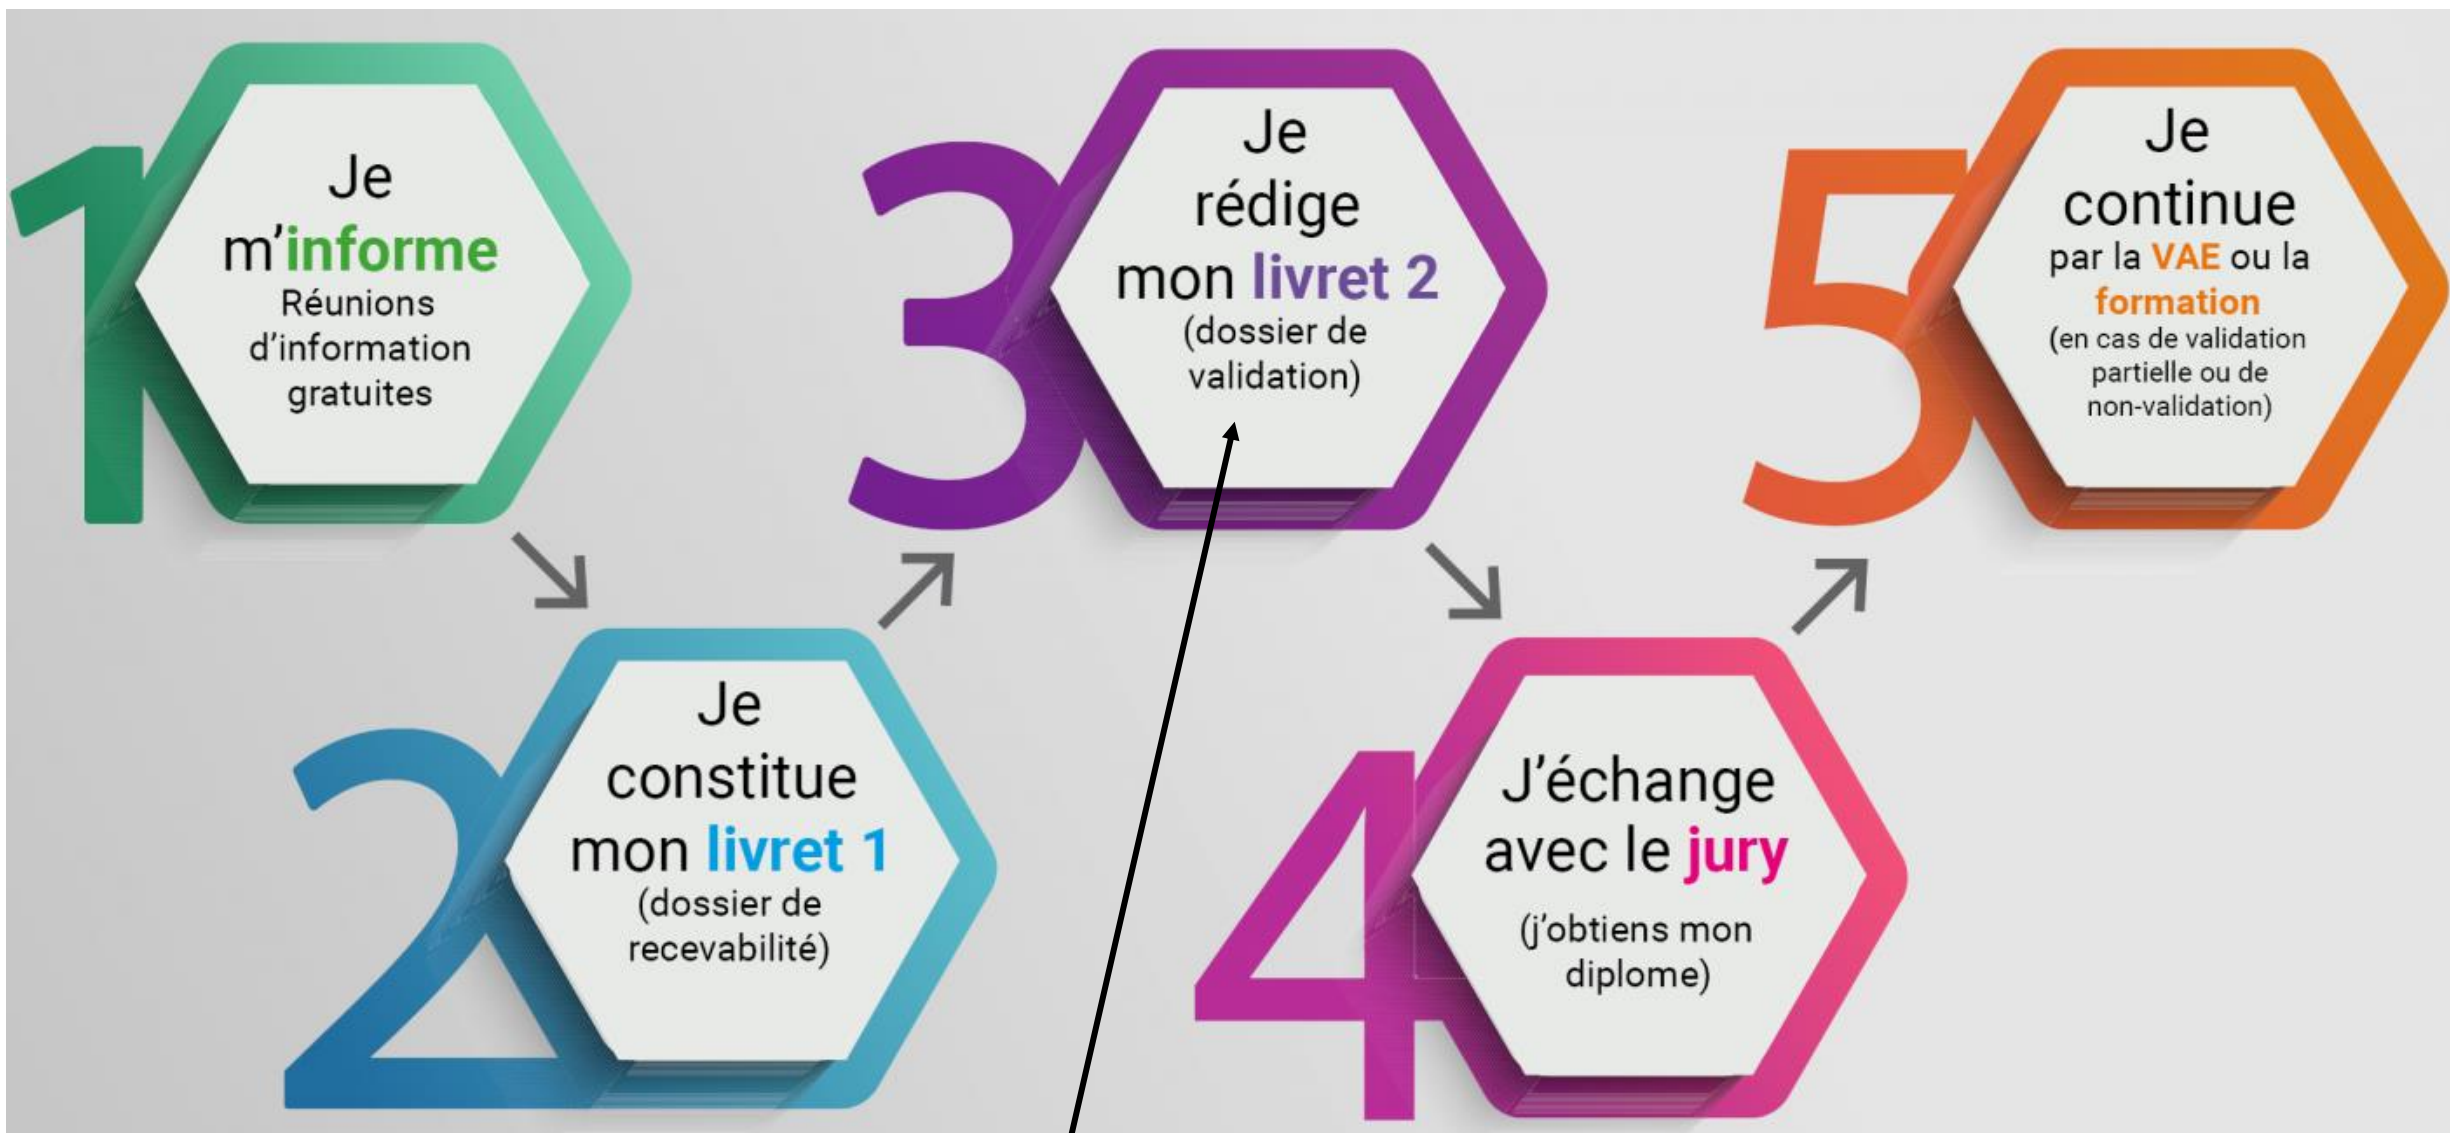 1
Je
m'informe
Réunions
d'information
gratuites
2
Je
constitue
mon livret 1
(dossier de
recevabilité)
3
Je
rédige
mon livret 2
(dossier de
validation)
4
J'échange
avec le jury
(j'obtiens mon
diplome)
5
Je
continue
par la VAE ou la
formation
(en cas de validation
partielle ou de
non-validation)